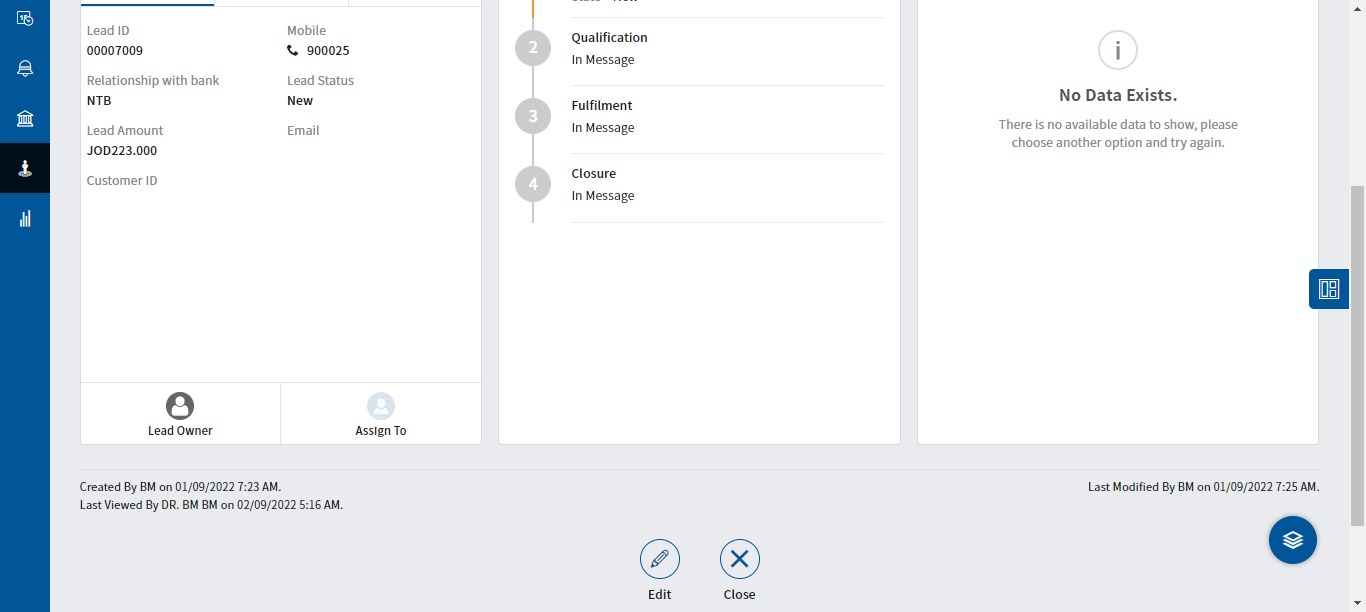 Lead ID
00007009
Mobile
900025
Relationship with bank
NTB
Lead Status
New
Lead Amount
JOD223.000
Email
Customer ID
Lead Owner
Assign To
2
Qualification
In Message
3
Fulfilment
In Message
4
Closure
In Message
No Data Exists.
There is no available data to show, please
choose another option and try again.
Created By BM on 01/09/2022 7:23 AM.
Last Viewed By DR. BM BM on 02/09/2022 5:16 AM.
Last Modified By BM on 01/09/2022 7:25 AM.
Edit
Close